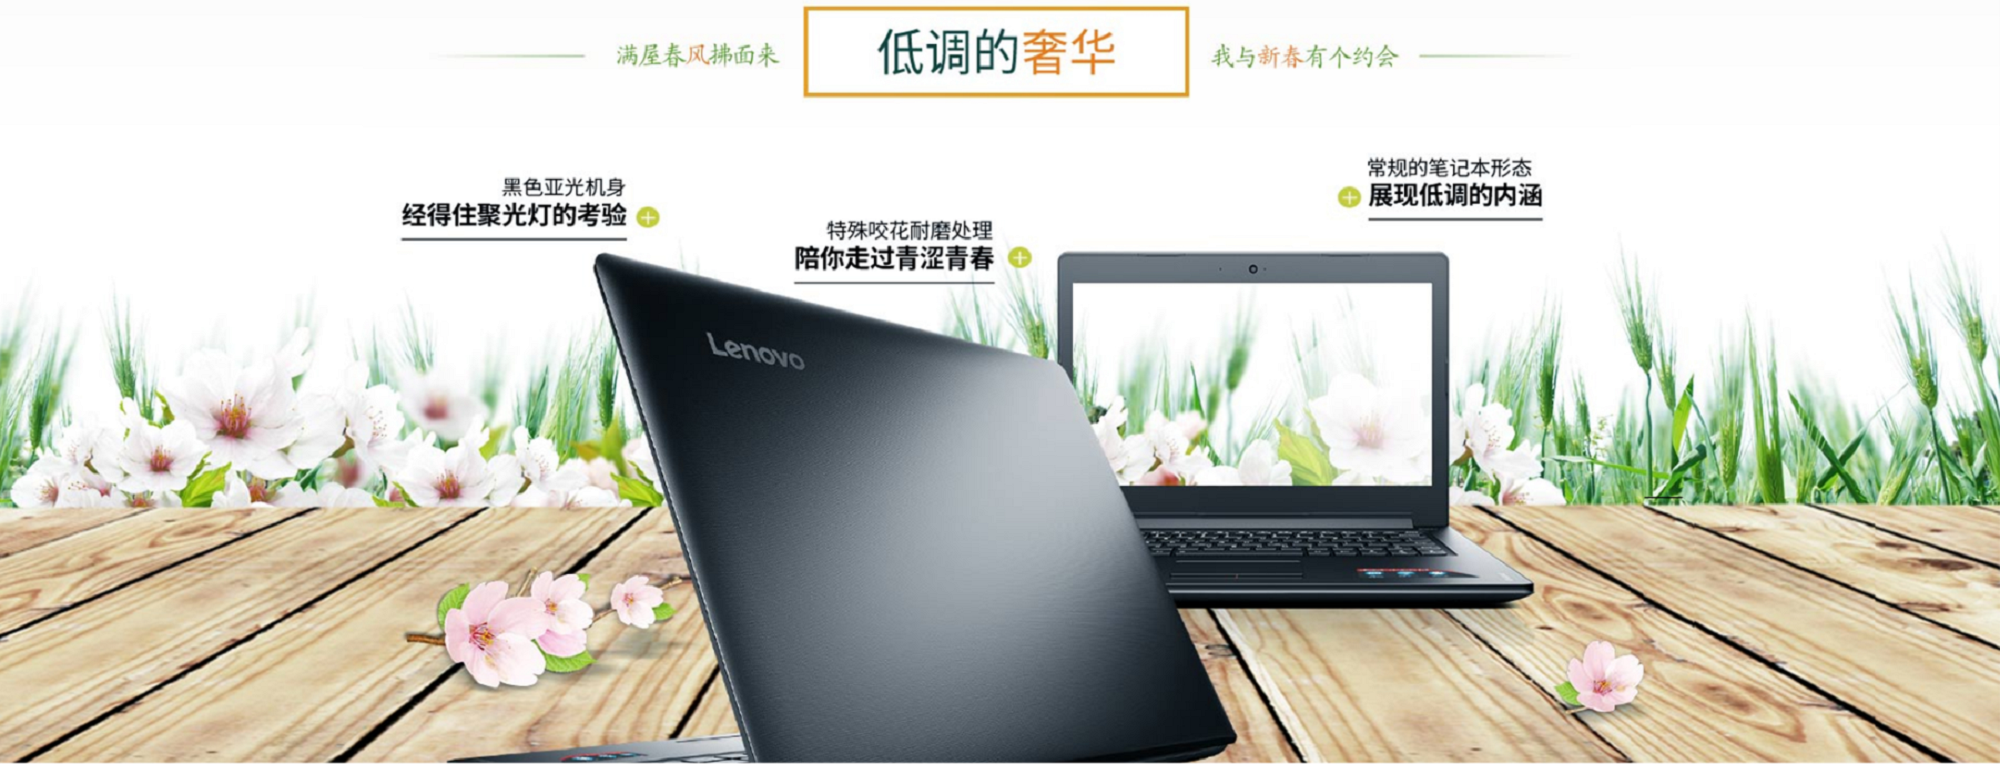 满屋春风拂面来
低调的奢华
我与新春有个约会
黑色亚光机身
经得住聚光灯的考验
特殊咬花耐磨处理
陪你走过青涩青春
常规的笔记本形态
展现低调的内涵
Lenovo